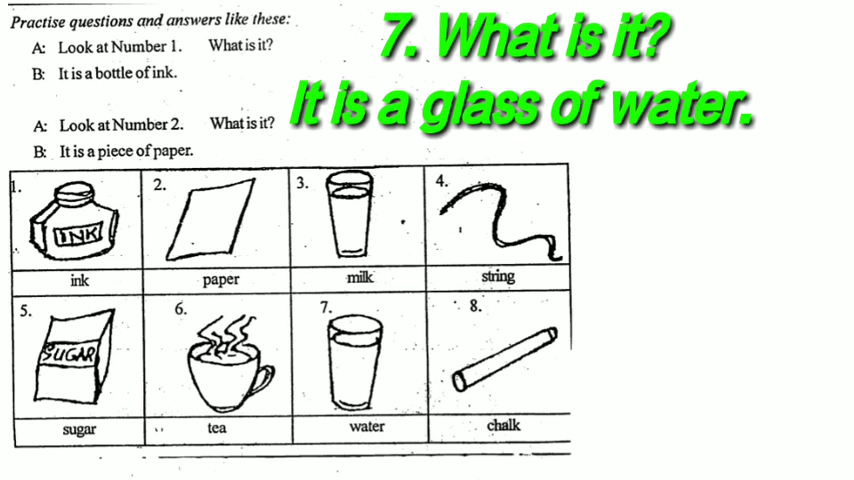 Practise questions and answers like these:
A: Look at Number 1. What is it?
B: It is a bottle of ink.
A: Look at Number 2. What is it?
B: It is a piece of paper.
7. What is it?
It is a glass of water.
1. 2. 3. 4.
INK
ink paper milk string
5. 6. 7. 8.
SUGAR
sugar tea water chalk